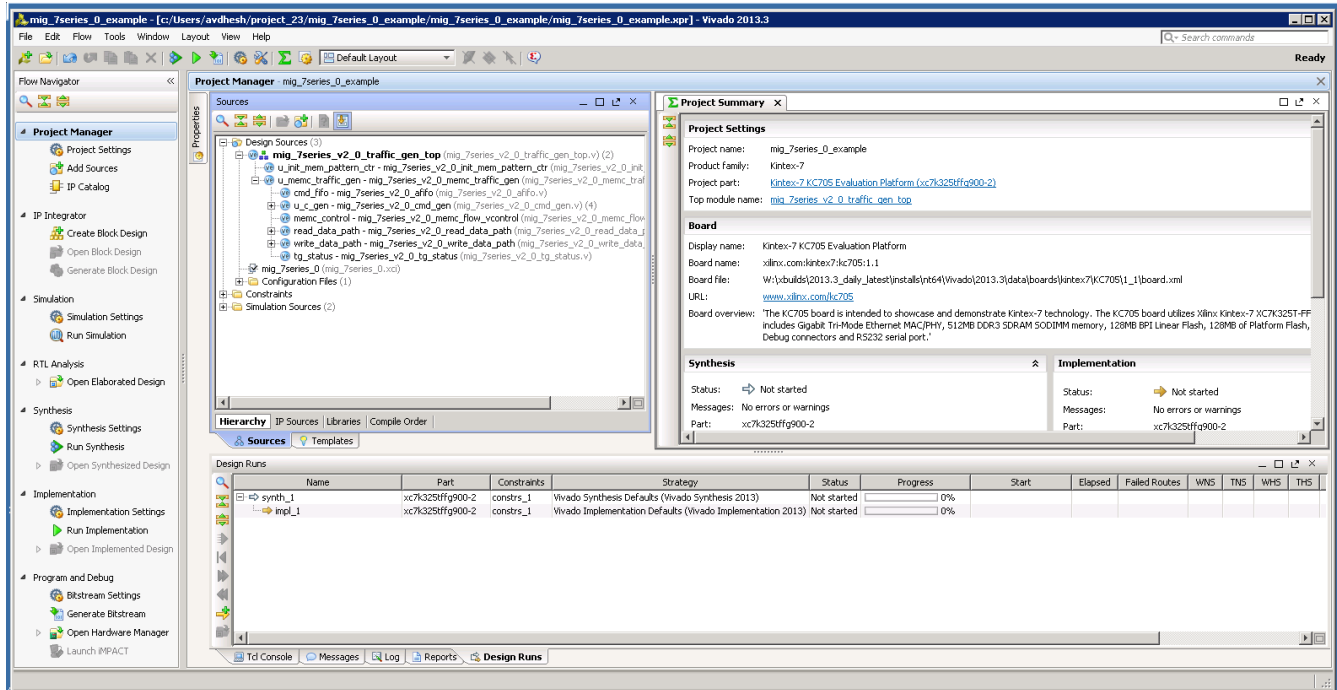 mig_7series_0_example - [c:/Users/avdhesh/project_23/mig_7series_0_example/mig_7series_0_example/mig_7series_0_example.xpr] - Vivado 2013.3
File Edit Flow Tools Window Layout View Help
Search commands
Default Layout
Ready
Flow Navigator
Project Manager
Project Settings
Add Sources
IP Catalog
IP Integrator
Create Block Design
Open Block Design
Generate Block Design
Simulation
Simulation Settings
Run Simulation
RTL Analysis
Open Elaborated Design
Synthesis
Synthesis Settings
Run Synthesis
Open Synthesized Design
Implementation
Implementation Settings
Run Implementation
Open Implemented Design
Program and Debug
Bitstream Settings
Generate Bitstream
Open Hardware Manager
Launch iMPACT
Project Manager - mig_7series_0_example
Properties
Sources
Design Sources (3)
mig_7series_v2_0_traffic_gen_top (mig_7series_v2_0_traffic_gen_top.v) (2)
u_init_mem_pattern_ctr - mig_7series_v2_0_init_mem_pattern_ctr (mig_7series_v2_0_init
u_memc_traffic_gen - mig_7series_v2_0_memc_traffic_gen (mig_7series_v2_0_memc_traf
cmd_fifo - mig_7series_v2_0_afifo (mig_7series_v2_0_afifo.v)
u_c_gen - mig_7series_v2_0_cmd_gen (mig_7series_v2_0_cmd_gen.v) (4)
memc_control - mig_7series_v2_0_memc_flow_vcontrol (mig_7series_v2_0_memc_flow
read_data_path - mig_7series_v2_0_read_data_path (mig_7series_v2_0_read_data_p
write_data_path - mig_7series_v2_0_write_data_path (mig_7series_v2_0_write_data_
tg_status - mig_7series_v2_0_tg_status (mig_7series_v2_0_tg_status.v)
mig_7series_0 (mig_7series_0.xci)
Configuration Files (1)
Constraints
Simulation Sources (2)
Hierarchy IP Sources Libraries Compile Order
Sources Templates
Project Summary
Project Settings
Project name: mig_7series_0_example
Product family: Kintex-7
Project part: Kintex-7 KC705 Evaluation Platform (xc7k325tffg900-2)
Top module name: mig_7series_v2_0_traffic_gen_top
Board
Display name: Kintex-7 KC705 Evaluation Platform
Board name: xilinx.com:kintex7:kc705:1.1
Board file: W:\xbuilds\2013.3_daily_latest\installs\nt64\Vivado\2013.3\data\boards\kintex7\KC705\1_1\board.xml
URL: www.xilinx.com/kc705
Board overview: 'The KC705 board is intended to showcase and demonstrate Kintex-7 technology. The KC705 board utilizes Xilinx Kintex-7 XC7K325T-FF
includes Gigabit Tri-Mode Ethernet MAC/PHY, 512MB DDR3 SDRAM SODIMM memory, 128MB BPI Linear Flash, 128MB of Platform Flash,
Debug connectors and RS232 serial port.'
Synthesis
Status: Not started
Messages: No errors or warnings
Part: xc7k325tffg900-2
Implementation
Status: Not started
Messages: No errors or warnings
Part: xc7k325tffg900-2
Design Runs
Name Part Constraints Strategy Status Progress Start Elapsed Failed Routes WNS TNS WHS THS
synth_1 xc7k325tffg900-2 constrs_1 Vivado Synthesis Defaults (Vivado Synthesis 2013) Not started 0%
impl_1 xc7k325tffg900-2 constrs_1 Vivado Implementation Defaults (Vivado Implementation 2013) Not started 0%
Tcl Console Messages Log Reports Design Runs